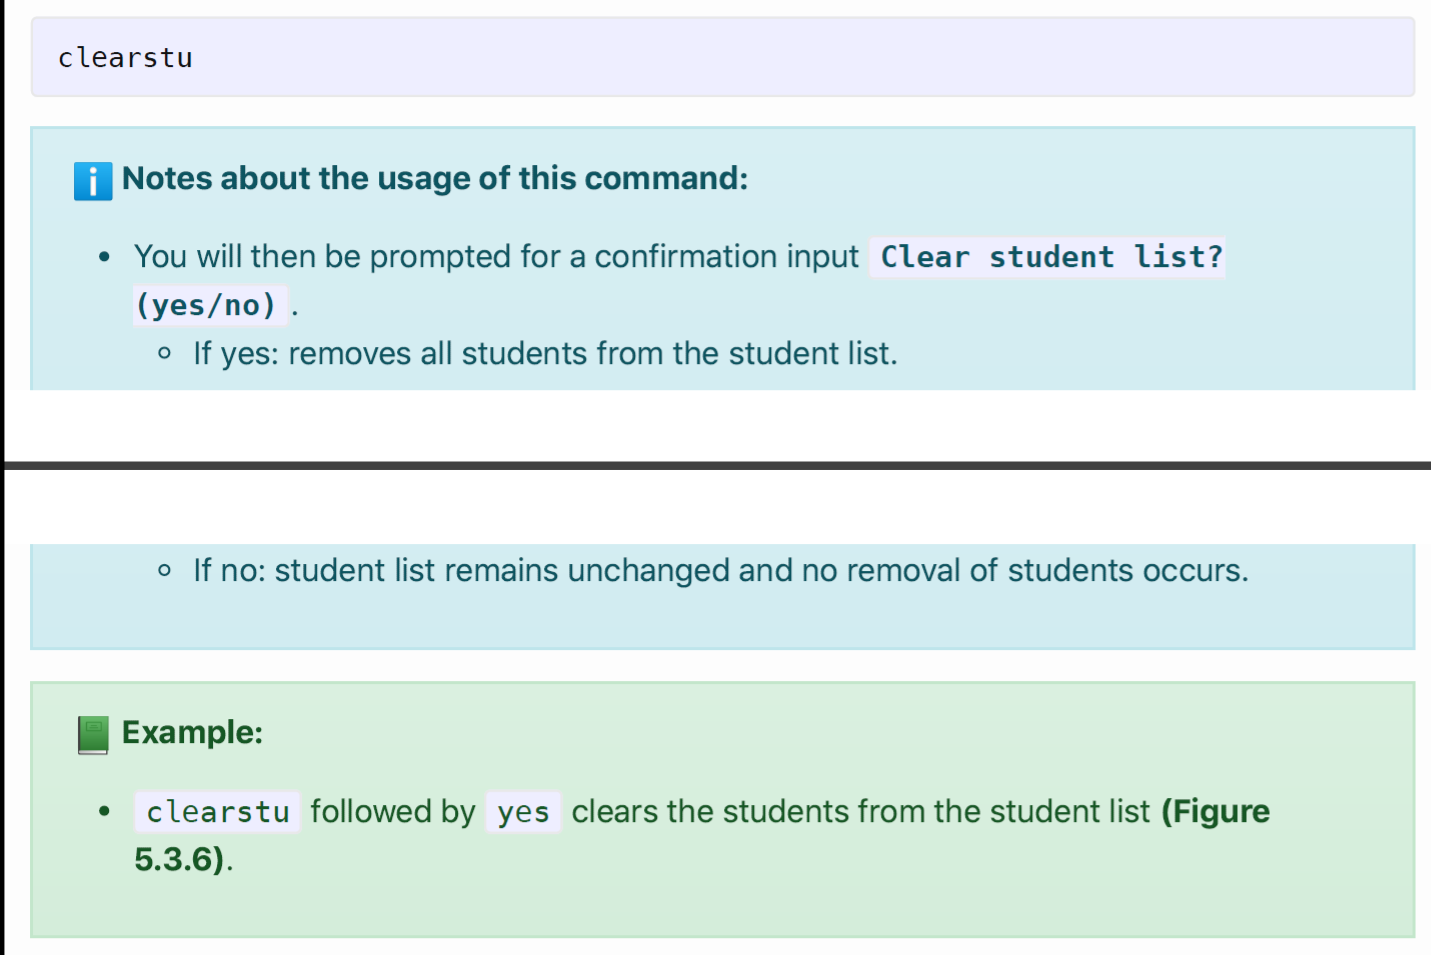 clearstu
Notes about the usage of this command:
You will then be prompted for a confirmation input Clear student list?
(yes/no).
If yes: removes all students from the student list.
If no: student list remains unchanged and no removal of students occurs.
Example:
clearstu followed by yes clears the students from the student list (Figure
5.3.6).